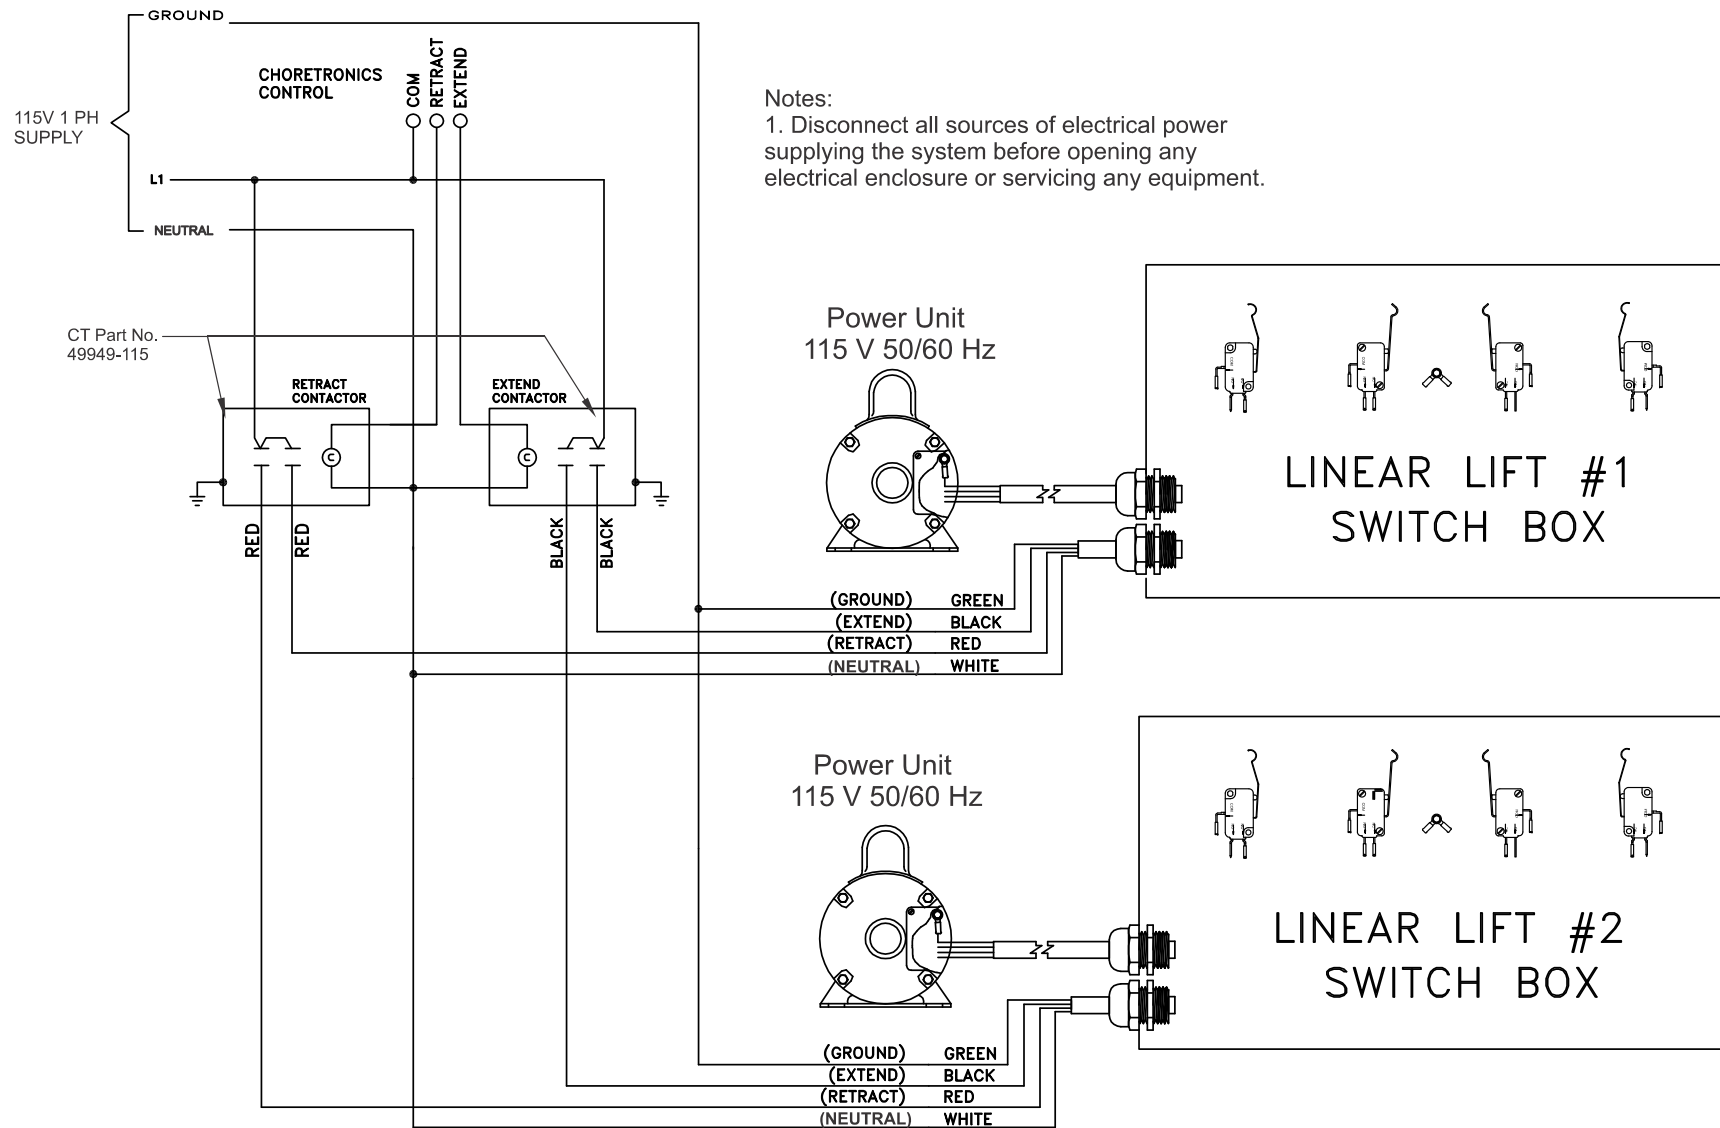 GROUND
CHORETRONICS
CONTROL
COM
RETRACT
EXTEND
115V 1 PH
SUPPLY
L1
NEUTRAL
Notes:
1. Disconnect all sources of electrical power
supplying the system before opening any
electrical enclosure or servicing any equipment.
CT Part No.
49949-115
RETRACT
CONTACTOR
EXTEND
CONTACTOR
C
C
RED
RED
BLACK
BLACK
Power Unit
115 V 50/60 Hz
LINEAR LIFT #1
SWITCH BOX
(GROUND) GREEN
(EXTEND) BLACK
(RETRACT) RED
(NEUTRAL) WHITE
Power Unit
115 V 50/60 Hz
LINEAR LIFT #2
SWITCH BOX
(GROUND) GREEN
(EXTEND) BLACK
(RETRACT) RED
(NEUTRAL) WHITE